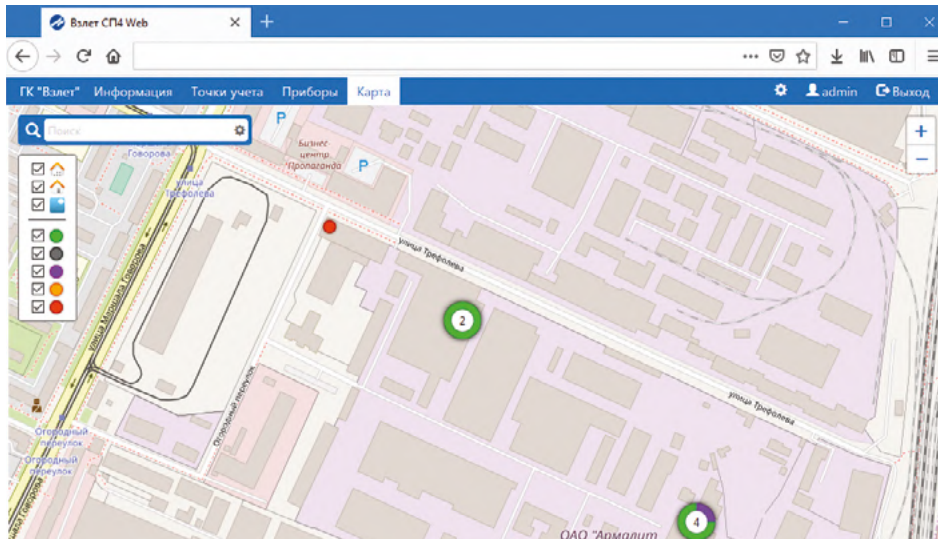 Взлет СП4 Web
ГК "Взлет" Информация Точки учета Приборы Карта admin Выход
Поиск
P
Бизнес-
центр
"Пропаганда
P
Говорова
улица
Трефолева
улица Трефолева
улица Маршала Говорова
2
Огородный переулок
улица Трефолева
Огородный
переулок
Огородный
переулок
Говорова
4
ОАО "Армалит